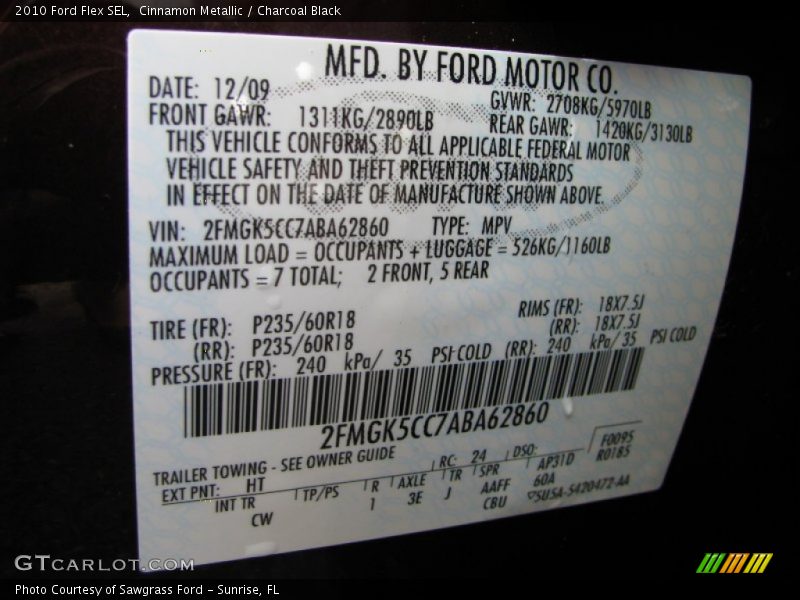 2010 Ford Flex SEL,  Cinnamon Metallic / Charcoal Black
MFD. BY FORD MOTOR CO.
DATE: 12/09 GVWR: 2708KG/5970LB
FRONT GAWR: 1311KG/2890LB REAR GAWR: 1420KG/3130LB
THIS VEHICLE CONFORMS TO ALL APPLICABLE FEDERAL MOTOR
VEHICLE SAFETY AND THEFT PREVENTION STANDARDS
IN EFFECT ON THE DATE OF MANUFACTURE SHOWN ABOVE.
VIN: 2FMGK5CC7ABA62860 TYPE: MPV
MAXIMUM LOAD = OCCUPANTS + LUGGAGE = 526KG/1160LB
OCCUPANTS = 7 TOTAL; 2 FRONT, 5 REAR
TIRE (FR): P235/60R18 RIMS (FR): 18X7.5J
(RR): P235/60R18 (RR): 18X7.5J
PRESSURE (FR): 240 kPa/ 35 PSI COLD (RR): 240 kPa/ 35 PSI COLD
2FMGK5CC7ABA62860
TRAILER TOWING - SEE OWNER GUIDE RC: 24 DSO: F0095
EXT PNT: HT R0185
INT TR TP/PS R AXLE TR SPR AP31D
CW 1 3E J AAFF 60A
CBU ▽SUSA-5420472-AA
GTCARLOT.COM
Photo Courtesy of Sawgrass Ford - Sunrise, FL